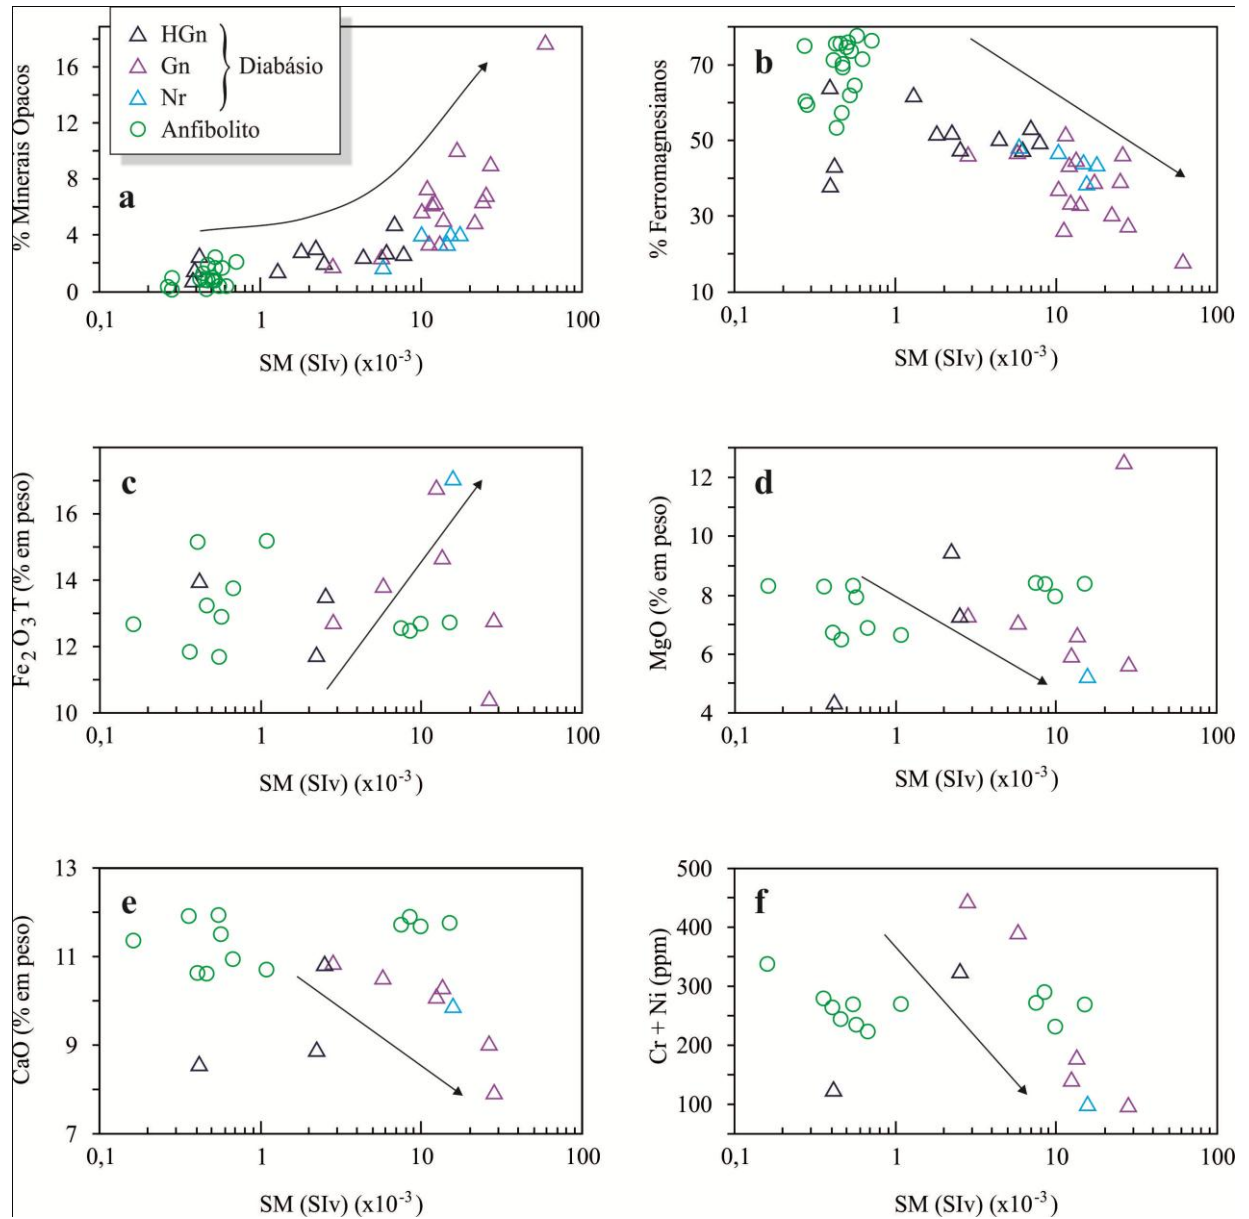 HGn
Gn
Nr
Diabásio
Anfibolito
a
% Minerais Opacos
16
12
8
4
0
0,1 1 10 100
SM (SIv) (x10-3)
b
% Ferromagnesianos
70
50
30
10
0,1 1 10 100
SM (SIv) (x10-3)
c
Fe2O3T (% em peso)
16
14
12
10
0,1 1 10 100
SM (SIv) (x10-3)
d
MgO (% em peso)
12
10
8
6
4
0,1 1 10 100
SM (SIv) (x10-3)
e
CaO (% em peso)
13
11
9
7
0,1 1 10 100
SM (SIv) (x10-3)
f
Cr + Ni (ppm)
500
400
300
200
100
0,1 1 10 100
SM (SIv) (x10-3)